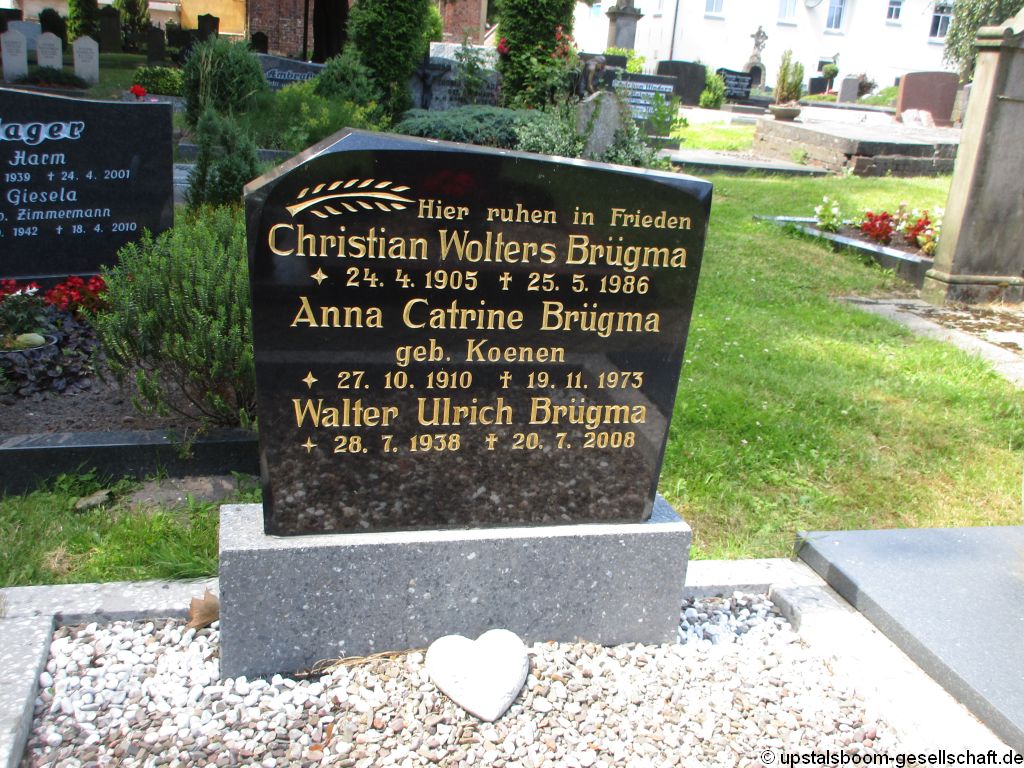 ager
Harm
1939 ✝ 24. 4. 2001
Giesela
Zimmermann
1942 ✝ 18. 4. 2010
Hier ruhen in Frieden
Christian Wolters Brügma
✦ 24. 4. 1905 ✝ 25. 5. 1986
Anna Catrine Brügma
geb. Koenen
✦ 27. 10. 1910 ✝ 19. 11. 1973
Walter Ulrich Brügma
✦ 28. 7. 1938 ✝ 20. 7. 2008
© upstalsboom-gesellschaft.de